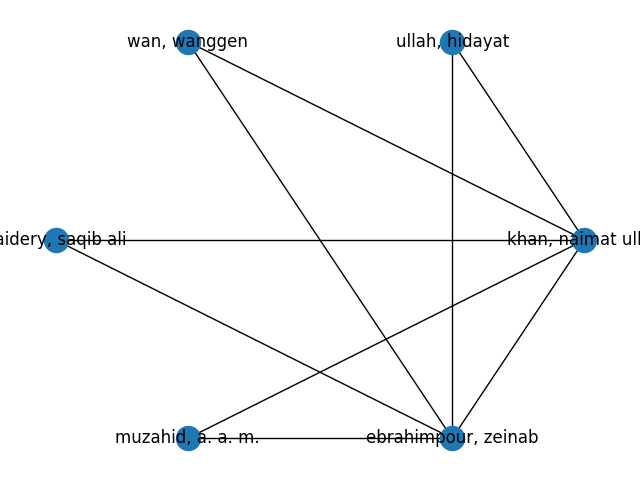 wan, wanggen
ullah, hidayat
aidery, saqib ali
khan, naimat ull
muzahid, a. a. m.
ebrahimpour, zeinab